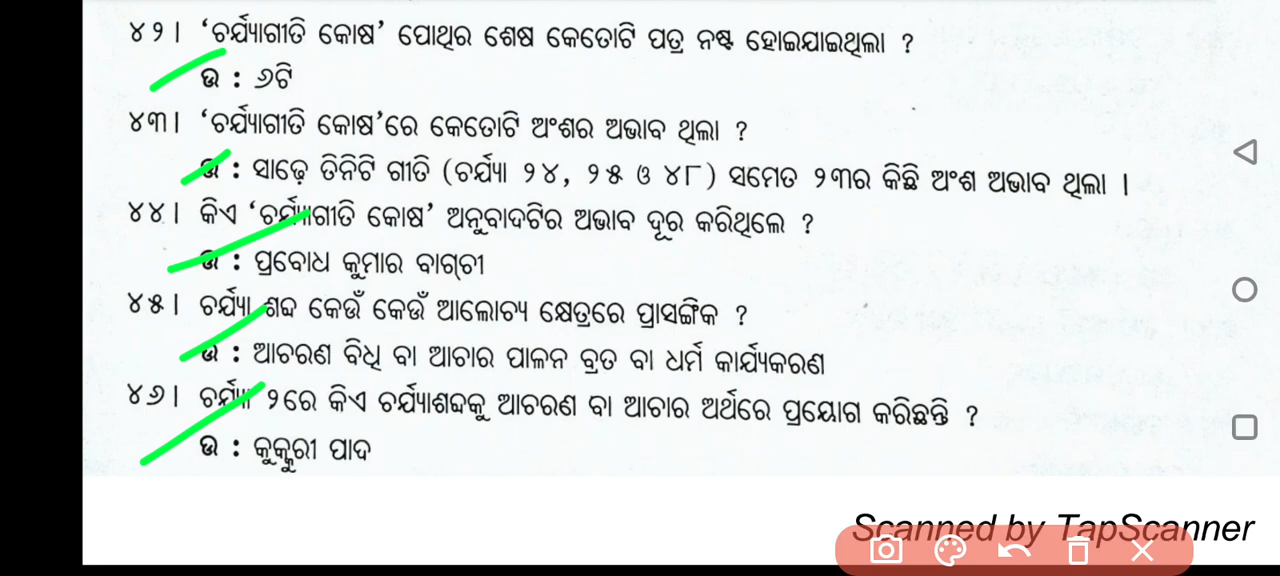 ୪୨। ‘ଚର୍ଯ୍ୟାଗୀତି କୋଷ’ ପୋଥିର ଶେଷ କେତୋଟି ପତ୍ର ନଷ୍ଟ ହୋଇଯାଇଥିଲା ?
ଉ : ୬ଟି
୪୩। ‘ଚର୍ଯ୍ୟାଗୀତି କୋଷ’ରେ କେତୋଟି ଅଂଶର ଅଭାବ ଥିଲା ?
ଉ : ସାଢ଼େ ତିନିଟି ଗୀତି (ଚର୍ଯ୍ୟା ୨୪, ୨୫ ଓ ୪୮) ସମେତ ୨୩ର କିଛି ଅଂଶ ଅଭାବ ଥିଲା ।
୪୪। କିଏ ‘ଚର୍ଯ୍ୟାଗୀତି କୋଷ’ ଅନୁବାଦଟିର ଅଭାବ ଦୂର କରିଥିଲେ ?
ଉ : ପ୍ରବୋଧ କୁମାର ବାଗ୍‌ଚୀ
୪୫। ଚର୍ଯ୍ୟା ଶବ୍ଦ କେଉଁ କେଉଁ ଆଲୋଚ୍ୟ କ୍ଷେତ୍ରରେ ପ୍ରାସଙ୍ଗିକ ?
ଉ : ଆଚରଣ ବିଧି ବା ଆଚାର ପାଳନ ବ୍ରତ ବା ଧର୍ମ କାର୍ଯ୍ୟକରଣ
୪୬। ଚର୍ଯ୍ୟା ୨ରେ କିଏ ଚର୍ଯ୍ୟାଶବ୍ଦକୁ ଆଚରଣ ବା ଆଚାର ଅର୍ଥରେ ପ୍ରୟୋଗ କରିଛନ୍ତି ?
ଉ : କୁକ୍କୁରୀ ପାଦ
Scanned by TapScanner